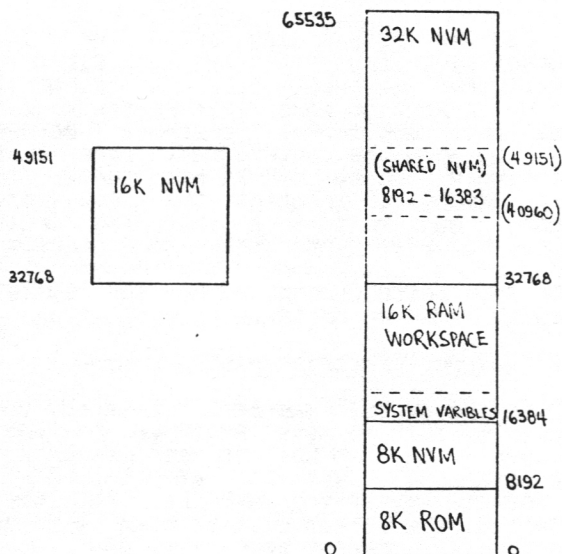 65535
32K NVM
49151
16K NVM
32768
(SHARED NVM)
8192 - 16383
(49151)
(40960)
32768
16K RAM
WORKSPACE
SYSTEM VARIBLES
16384
8K NVM
8192
8K ROM
0
0